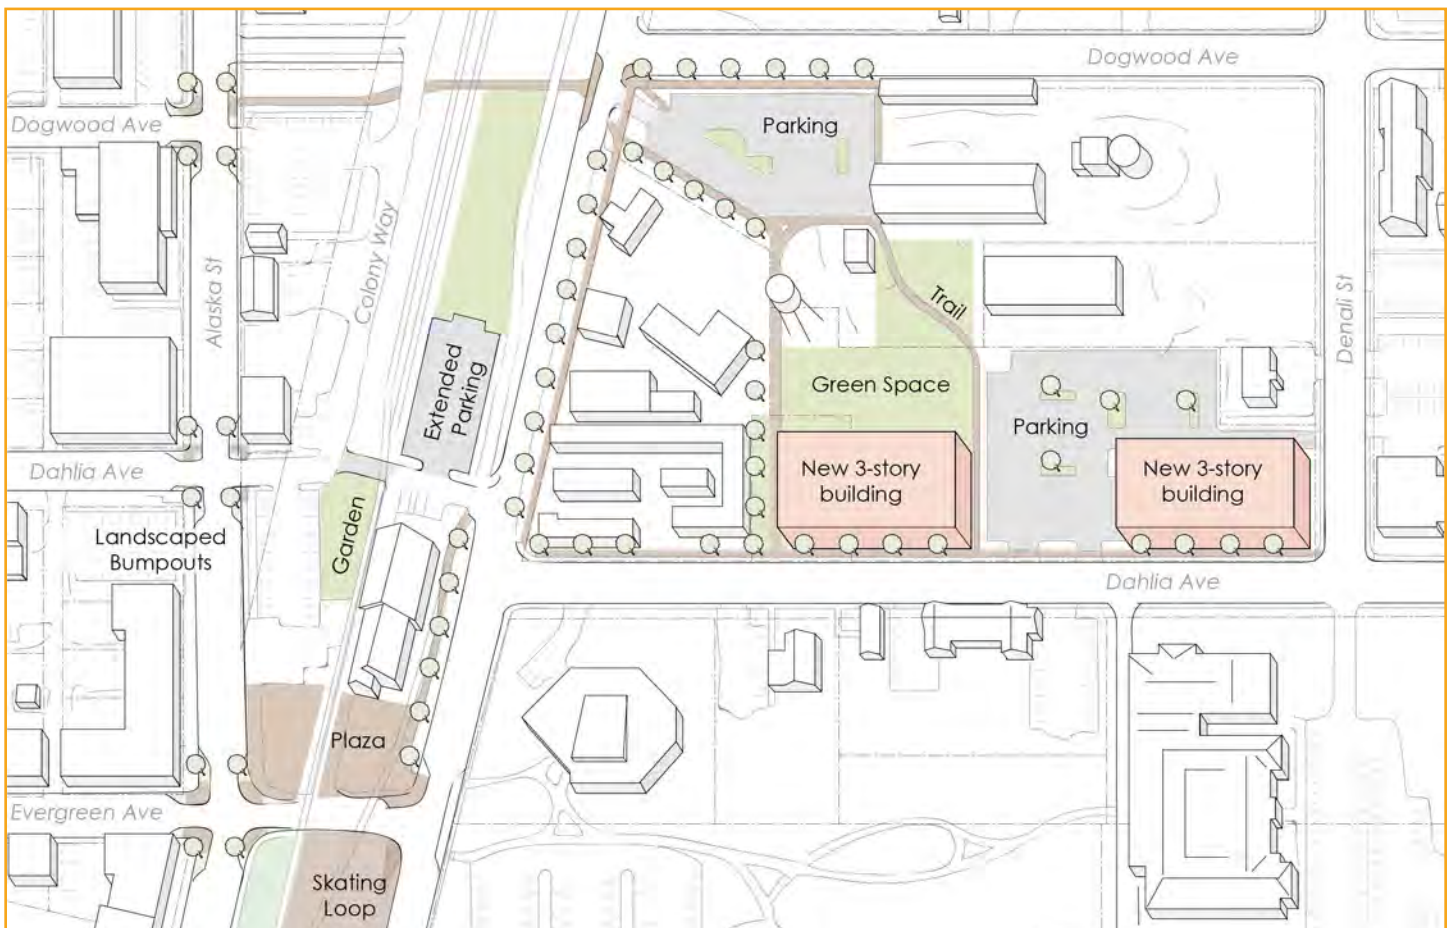 Dogwood Ave
Dogwood Ave
Parking
Alaska St
Colony Way
Trail
Denali St
Extended
Parking
Green Space
Parking
Dahlia Ave
New 3-story
building
New 3-story
building
Garden
Landscaped
Bumpouts
Dahlia Ave
Plaza
Evergreen Ave
Skating
Loop